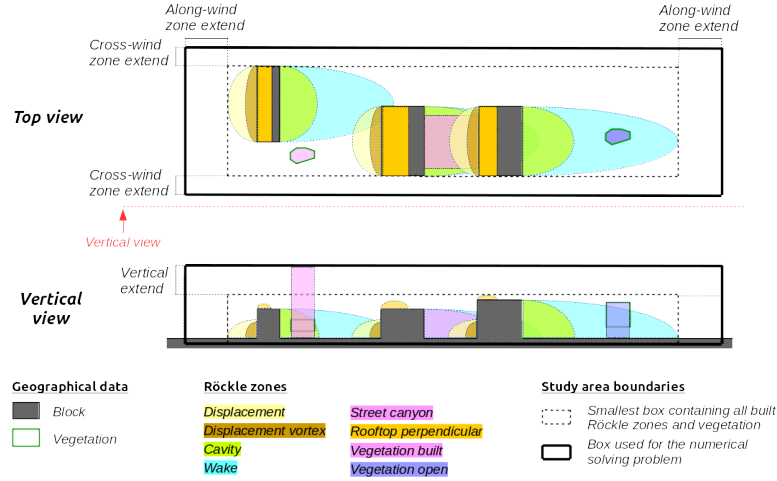 Along-wind
zone extend
Along-wind
zone extend
Cross-wind
zone extend
Top view
Cross-wind
zone extend
Vertical view
Vertical
extend
Vertical
view
Geographical data
Block
Vegetation
Röckle zones
Displacement
Displacement vortex
Cavity
Wake
Street canyon
Rooftop perpendicular
Vegetation built
Vegetation open
Study area boundaries
Smallest box containing all built
Röckle zones and vegetation
Box used for the numerical
solving problem